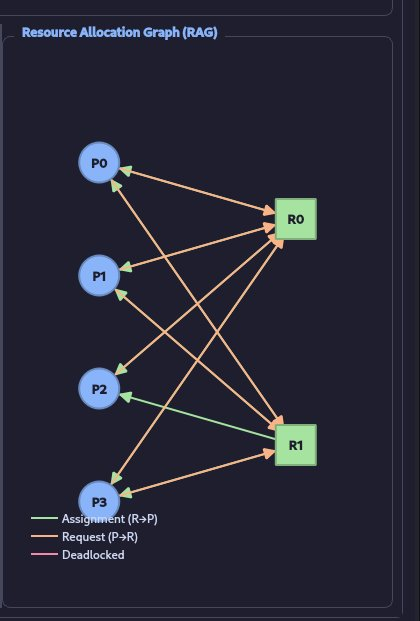 Resource Allocation Graph (RAG)
P0
R0
P1
P2
R1
P3
Assignment (R→P)
Request (P→R)
Deadlocked